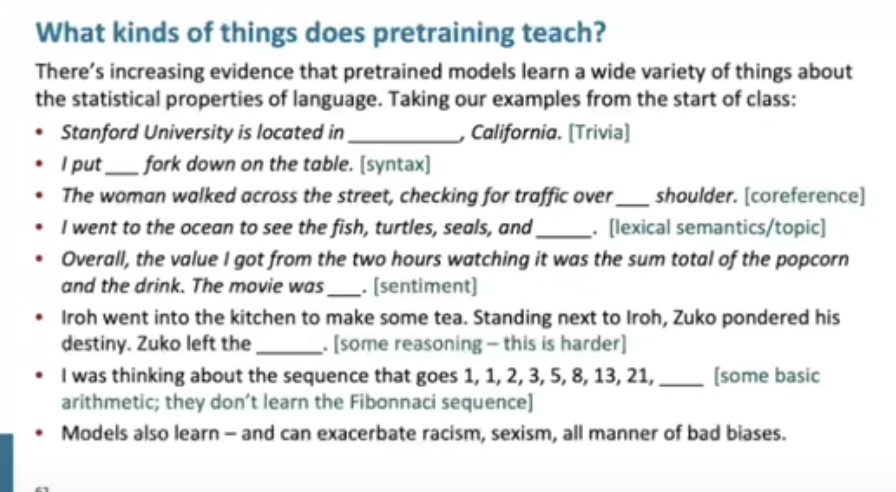 What kinds of things does pretraining teach?
There's increasing evidence that pretrained models learn a wide variety of things about
the statistical properties of language. Taking our examples from the start of class:
• Stanford University is located in __________, California. [Trivia]
• I put ___ fork down on the table. [syntax]
• The woman walked across the street, checking for traffic over ___ shoulder. [coreference]
• I went to the ocean to see the fish, turtles, seals, and _____. [lexical semantics/topic]
• Overall, the value I got from the two hours watching it was the sum total of the popcorn
and the drink. The movie was ___. [sentiment]
• Iroh went into the kitchen to make some tea. Standing next to Iroh, Zuko pondered his
destiny. Zuko left the ______. [some reasoning – this is harder]
• I was thinking about the sequence that goes 1, 1, 2, 3, 5, 8, 13, 21, ____ [some basic
arithmetic; they don't learn the Fibonnaci sequence]
• Models also learn – and can exacerbate racism, sexism, all manner of bad biases.